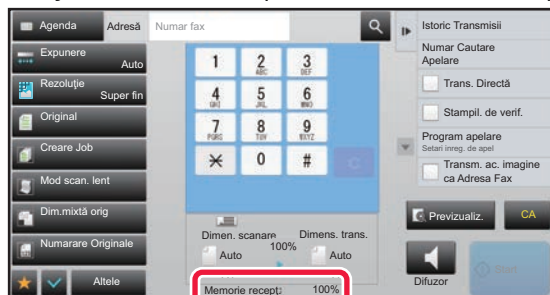 Agenda
Adresă
Numar fax
Expunere
Auto
Rezoluţie
Super fin
Original
Creare Job
Mod scan. lent
Dim.mixtă orig
Numarare Originale
Altele
1
2
ABC
3
DEF
4
GHI
5
JKL
6
MNO
7
PQRS
8
TUV
9
WXYZ
0
#
C
Dimen. scanare
Dimens. trans.
100%
Auto
Auto
Memorie recept:
100%
Istoric Transmisii
Numar Cautare
Apelare
Trans. Directă
Stampil. de verif.
Program apelare
Setari inreg. de apel
Transm. ac. imagine
ca Adresa Fax
Previzualiz.
CA
Difuzor
Start